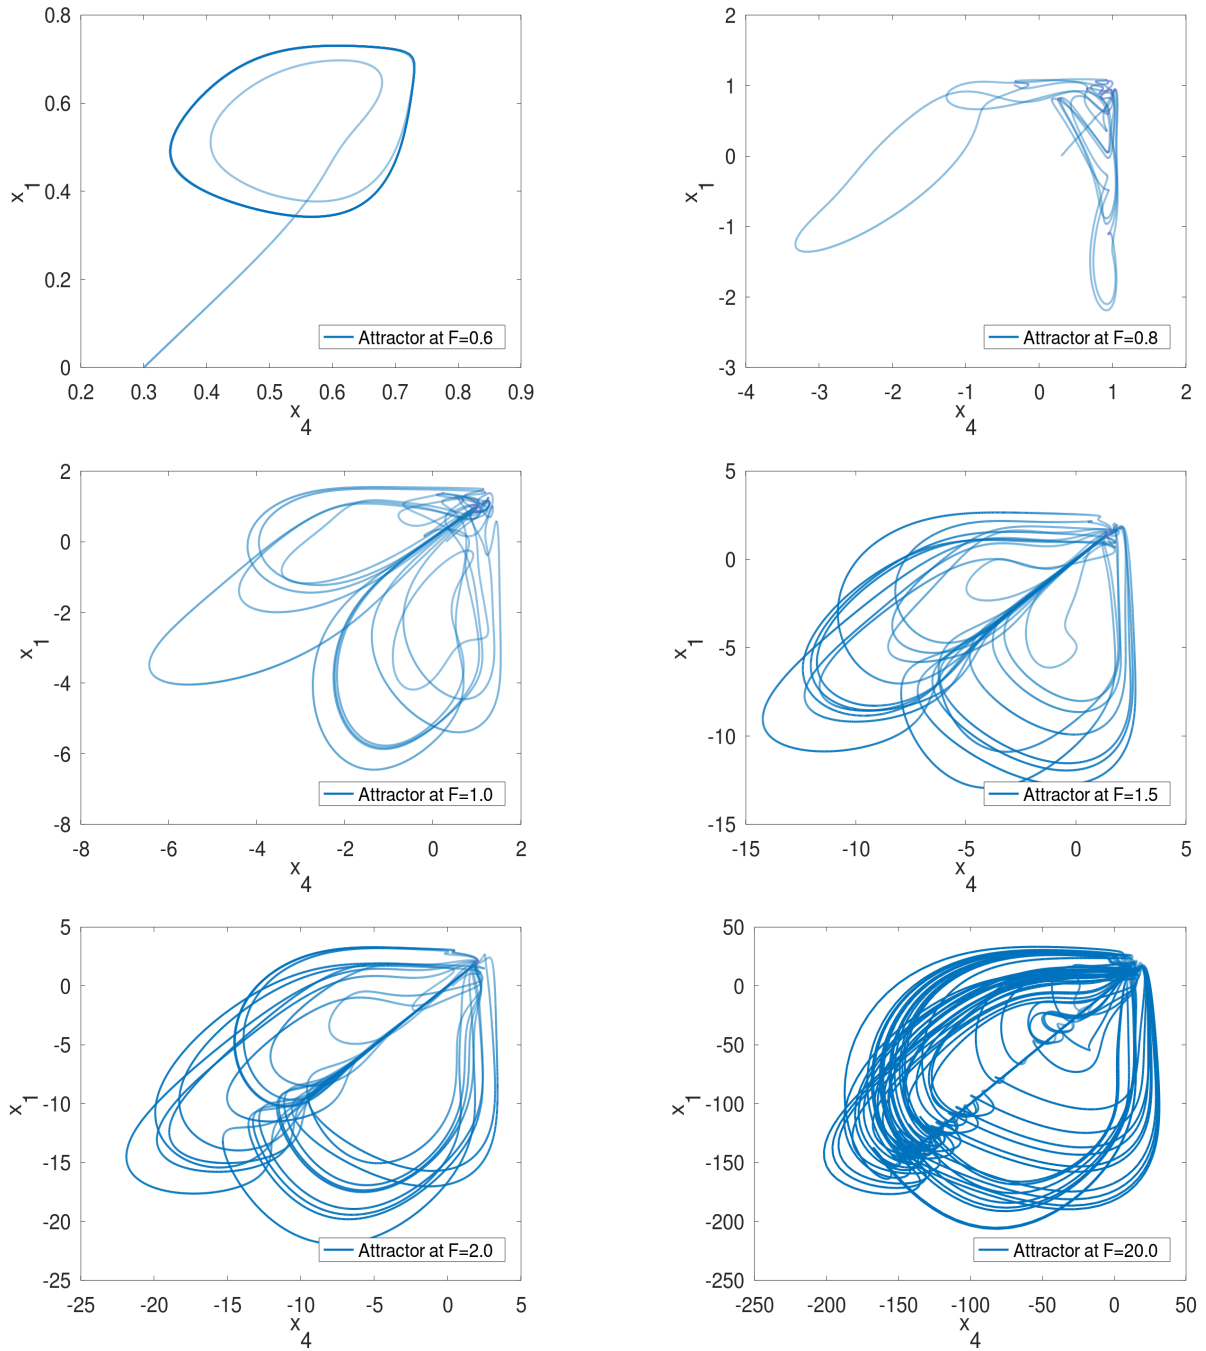 0.8
0.6
0.4
0.2
0
x1
0.2 0.3 0.4 0.5 0.6 0.7 0.8 0.9
x4
Attractor at F=0.6
2
1
0
-1
-2
-3
x1
-4 -3 -2 -1 0 1 2
x4
Attractor at F=0.8
2
0
-2
-4
-6
-8
x1
-8 -6 -4 -2 0 2
x4
Attractor at F=1.0
5
0
-5
-10
-15
x1
-15 -10 -5 0 5
x4
Attractor at F=1.5
5
0
-5
-10
-15
-20
-25
x1
-25 -20 -15 -10 -5 0 5
x4
Attractor at F=2.0
50
0
-50
-100
-150
-200
-250
x1
-250 -200 -150 -100 -50 0 50
x4
Attractor at F=20.0